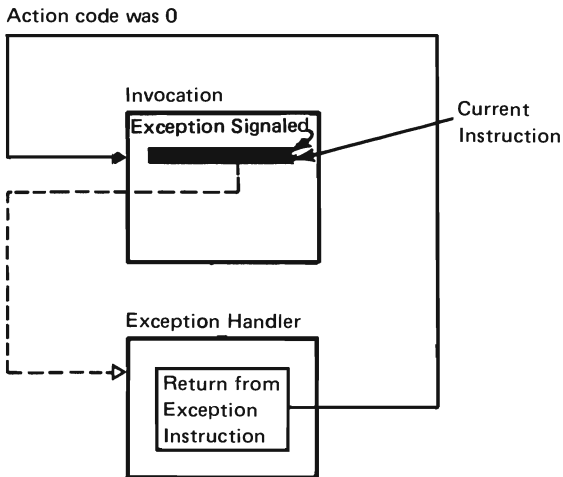 Action code was 0
Invocation
Exception Signaled
Current
Instruction
Exception Handler
Return from
Exception
Instruction